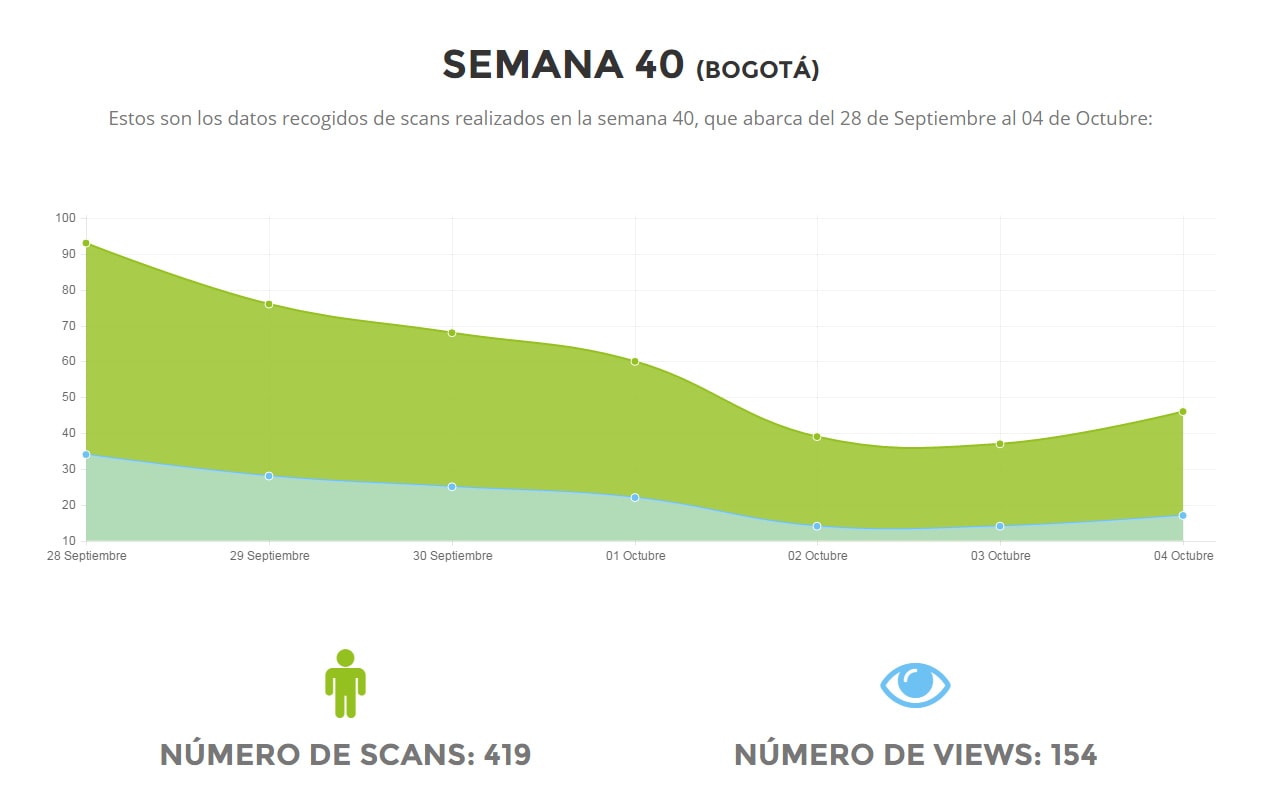 SEMANA 40 (BOGOTÁ)
Estos son los datos recogidos de scans realizados en la semana 40, que abarca del 28 de Septiembre al 04 de Octubre:
100
90
80
70
60
50
40
30
20
10
28 Septiembre 29 Septiembre 30 Septiembre 01 Octubre 02 Octubre 03 Octubre 04 Octubre
NÚMERO DE SCANS: 419 NÚMERO DE VIEWS: 154